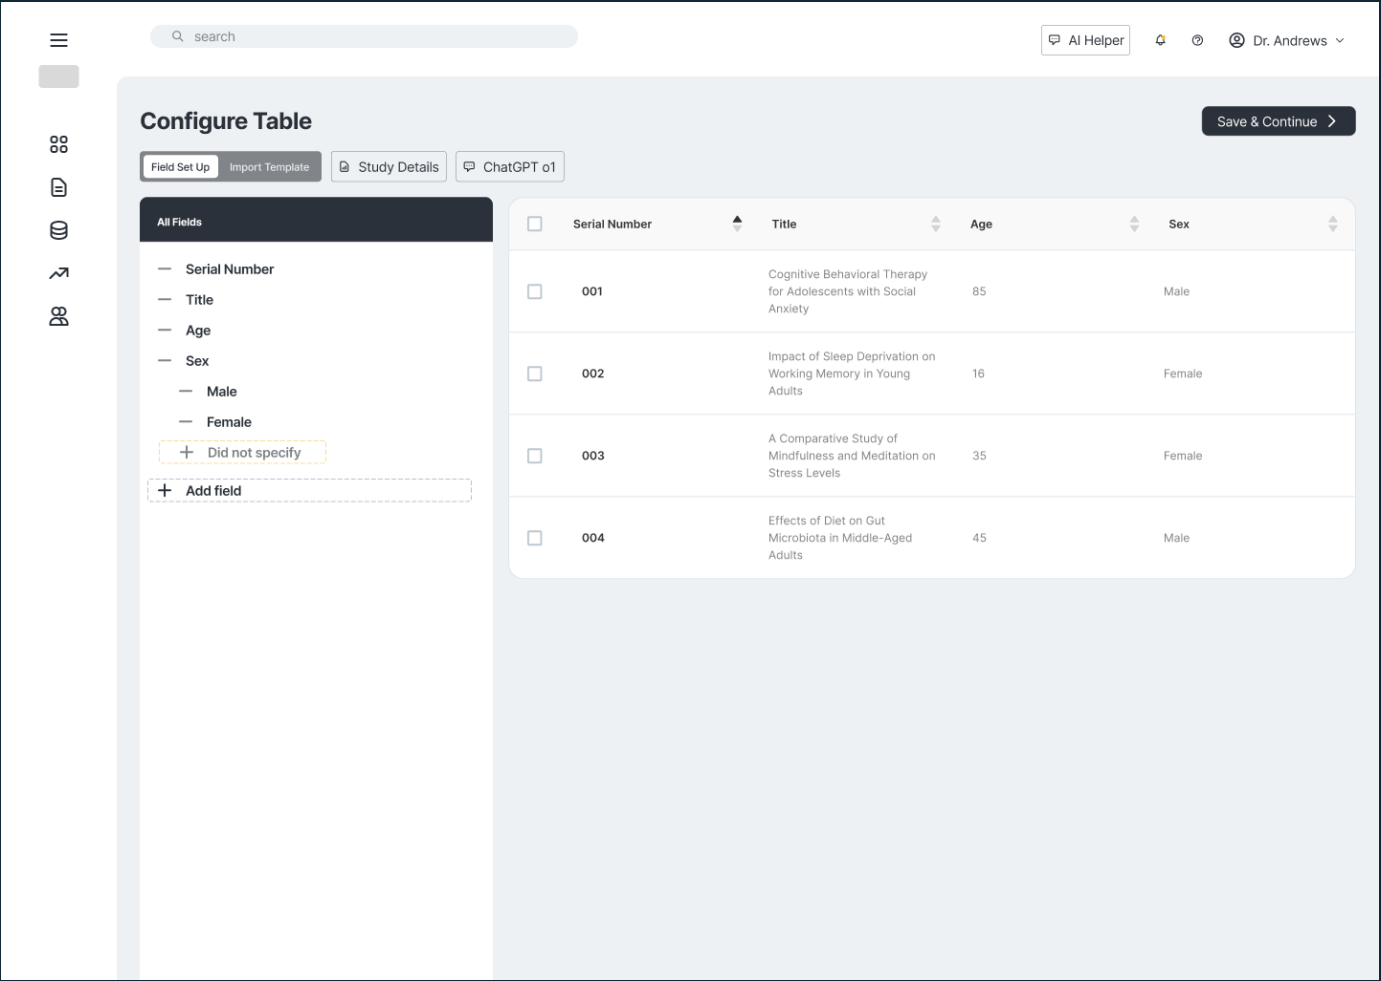 search
AI Helper
Dr. Andrews
Configure Table
Save & Continue
Field Set Up
Import Template
Study Details
ChatGPT o1
All Fields
Serial Number
Title
Age
Sex
Male
Female
Did not specify
Add field
Serial Number
Title
Age
Sex
001
Cognitive Behavioral Therapy
for Adolescents with Social
Anxiety
85
Male
002
Impact of Sleep Deprivation on
Working Memory in Young
Adults
16
Female
003
A Comparative Study of
Mindfulness and Meditation on
Stress Levels
35
Female
004
Effects of Diet on Gut
Microbiota in Middle-Aged
Adults
45
Male